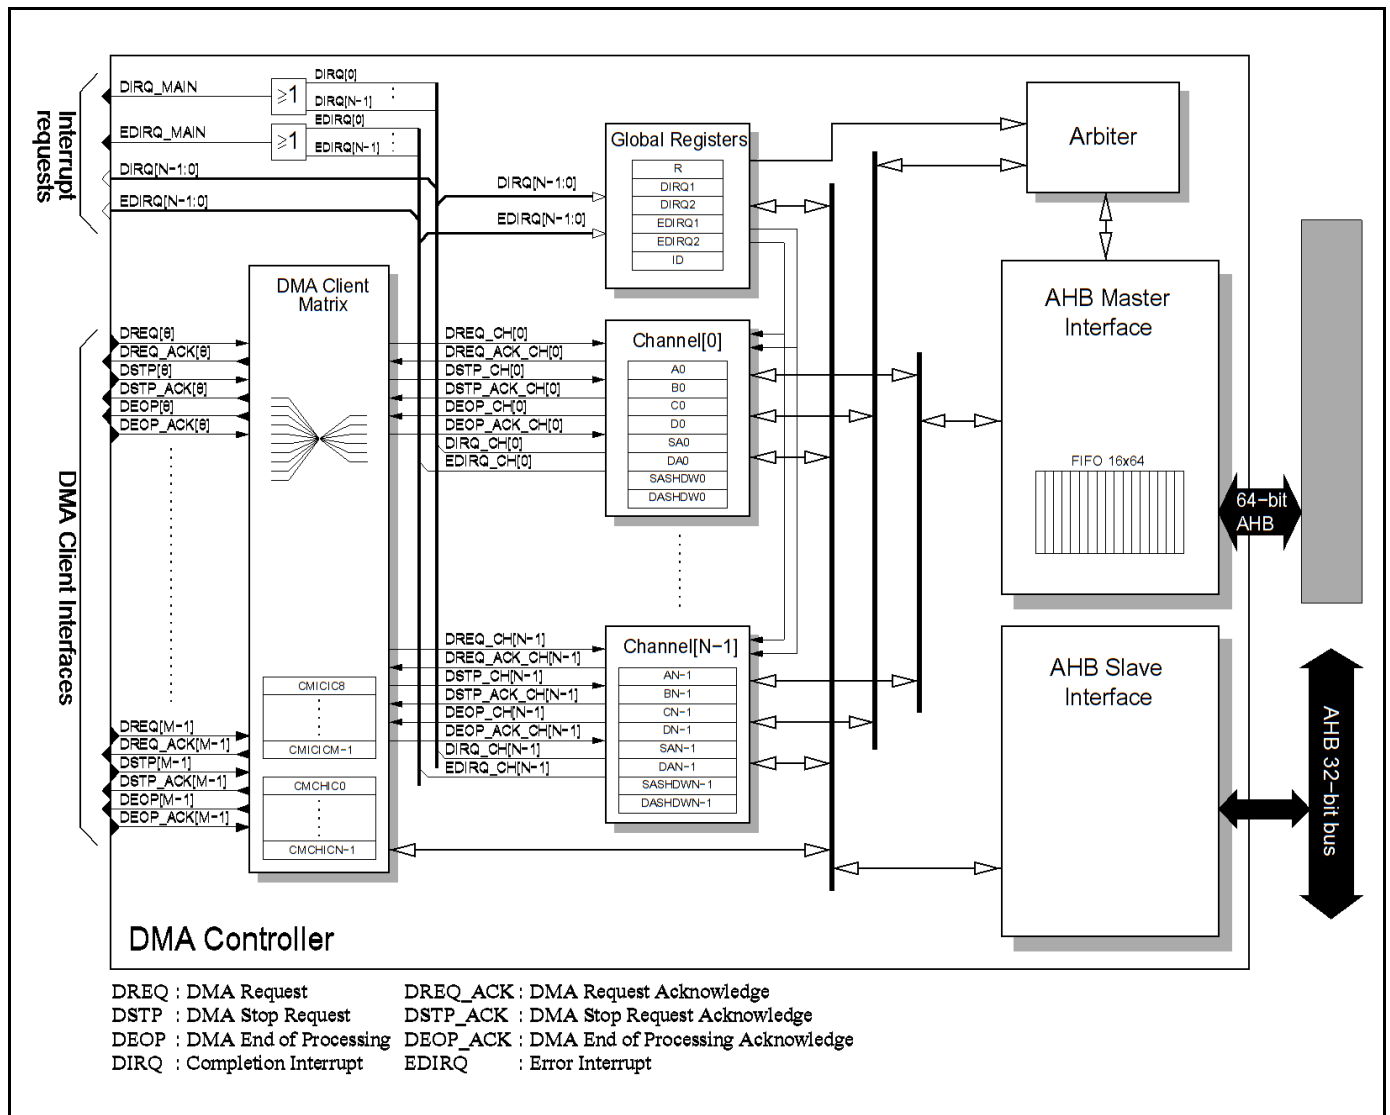 Interrupt
requests
DIRQ_MAIN
≥1
DIRQ[0]
:
DIRQ[N-1]
EDIRQ_MAIN
≥1
EDIRQ[0]
:
EDIRQ[N-1]
DIRQ[N-1:0]
EDIRQ[N-1:0]
DIRQ[N-1:0]
EDIRQ[N-1:0]
Global Registers
R
DIRQ1
DIRQ2
EDIRQ1
EDIRQ2
ID
Arbiter
DMA Client Interfaces
DREQ[8]
DREQ_ACK[8]
DSTP[8]
DSTP_ACK[8]
DEOP[8]
DEOP_ACK[8]
DREQ[M-1]
DREQ_ACK[M-1]
DSTP[M-1]
DSTP_ACK[M-1]
DEOP[M-1]
DEOP_ACK[M-1]
DMA Client
Matrix
CMICIC8
CMICICM-1
CMCHIC0
CMCHICN-1
DREQ_CH[0]
DREQ_ACK_CH[0]
DSTP_CH[0]
DSTP_ACK_CH[0]
DEOP_CH[0]
DEOP_ACK_CH[0]
DIRQ_CH[0]
EDIRQ_CH[0]
Channel[0]
A0
B0
C0
D0
SA0
DA0
SASHDW0
DASHDW0
DREQ_CH[N-1]
DREQ_ACK_CH[N-1]
DSTP_CH[N-1]
DSTP_ACK_CH[N-1]
DEOP_CH[N-1]
DEOP_ACK_CH[N-1]
DIRQ_CH[N-1]
EDIRQ_CH[N-1]
Channel[N-1]
AN-1
BN-1
CN-1
DN-1
SAN-1
DAN-1
SASHDWN-1
DASHDWN-1
AHB Master
Interface
FIFO 16x64
64-bit
AHB
AHB Slave
Interface
AHB 32-bit bus
DMA Controller
DREQ : DMA Request DREQ_ACK : DMA Request Acknowledge
DSTP : DMA Stop Request DSTP_ACK : DMA Stop Request Acknowledge
DEOP : DMA End of Processing DEOP_ACK : DMA End of Processing Acknowledge
DIRQ : Completion Interrupt EDIRQ : Error Interrupt